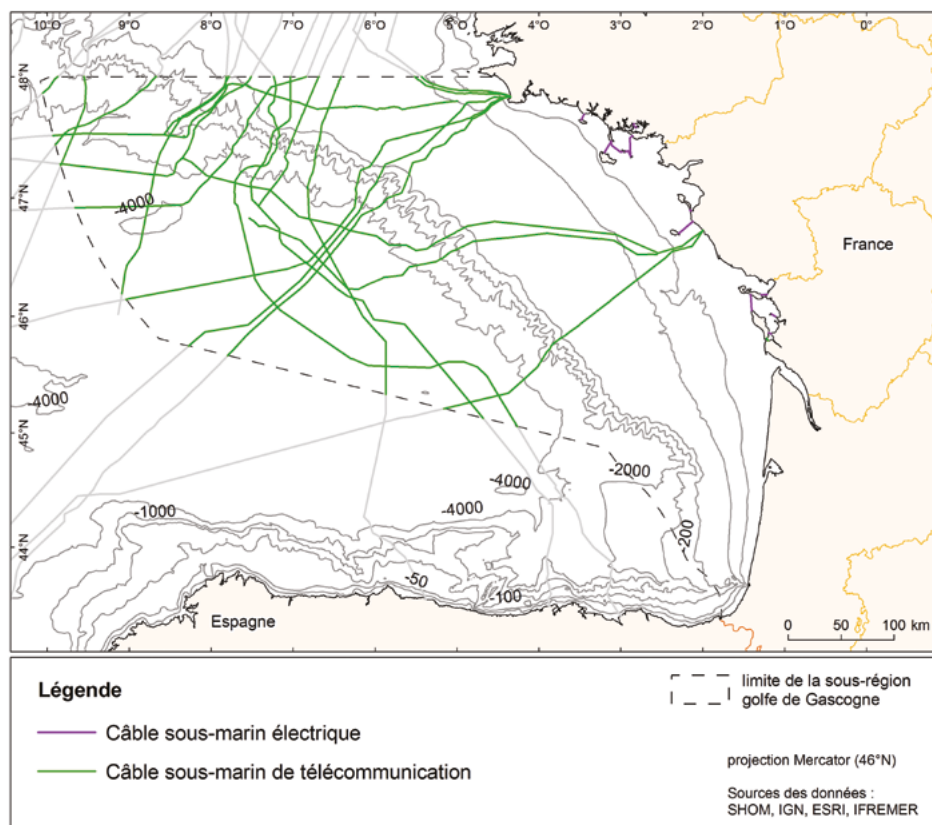 10°O 9°O 8°O 7°O 6°O 5°O 4°O 3°O 2°O 1°O 0°
48°N
47°N
-4000
France
46°N
-4000
45°N
-2000
-4000
-1000
-4000
44°N
-200
-50
-100
Espagne
0 50 100 km
Légende
limite de la sous-région
golfe de Gascogne
Câble sous-marin électrique
Câble sous-marin de télécommunication
projection Mercator (46°N)
Sources des données :
SHOM, IGN, ESRI, IFREMER